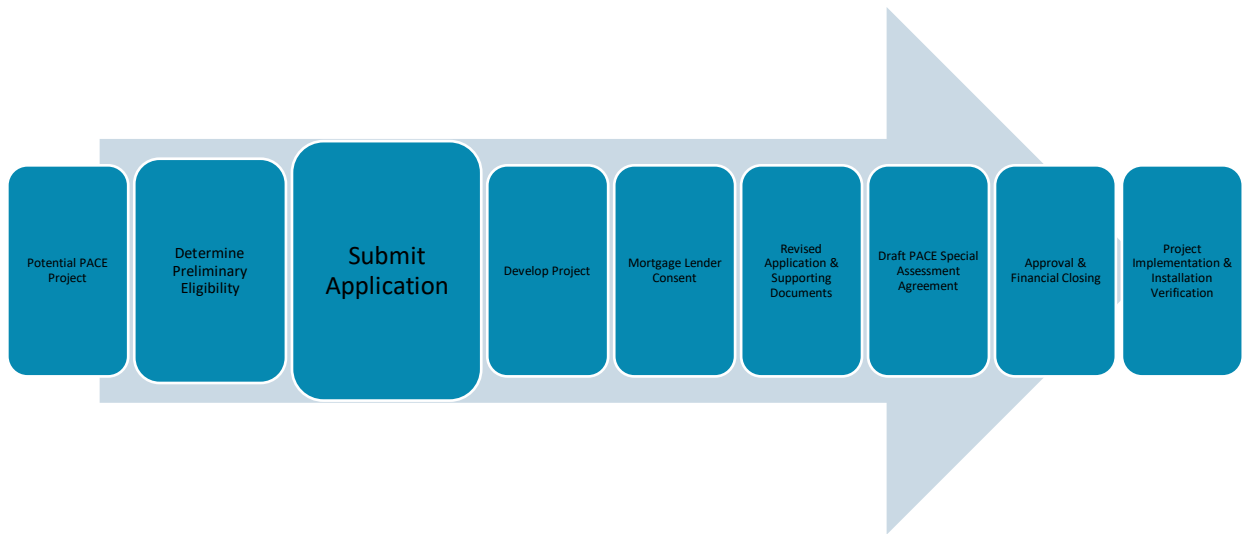 Potential PACE
Project
Determine
Preliminary
Eligibility
Submit
Application
Develop Project
Mortgage Lender
Consent
Revised
Application &
Supporting
Documents
Draft PACE Special
Assessment
Agreement
Approval &
Financial Closing
Project
Implementation &
Installation
Verification